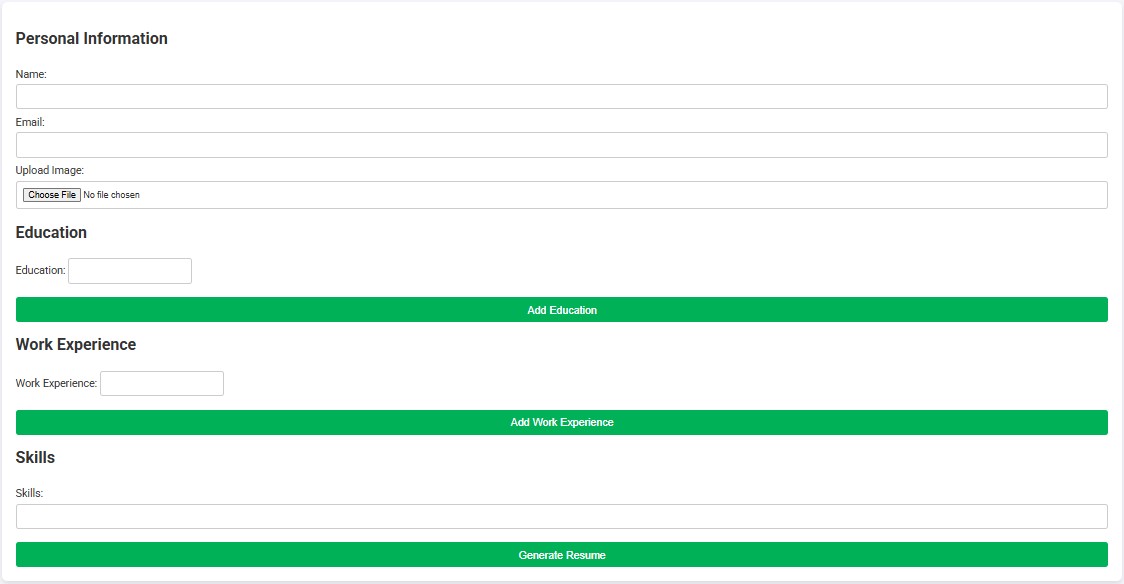 Personal Information
Name:
Email:
Upload Image:
Choose File No file chosen
Education
Education:
Add Education
Work Experience
Work Experience:
Add Work Experience
Skills
Skills:
Generate Resume